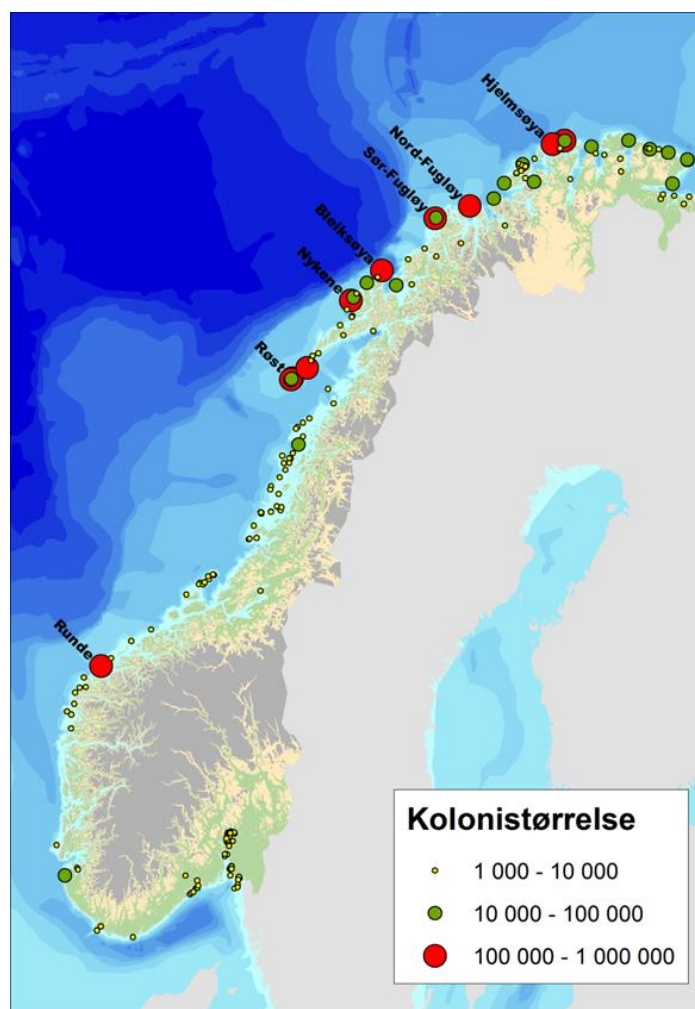 Hjelmsøya
Nord-Fugløy
Sør-Fugløy
Bleiksøya
Nykene
Røst
Runde
Kolonistørrelse
1 000 - 10 000
10 000 - 100 000
100 000 - 1 000 000